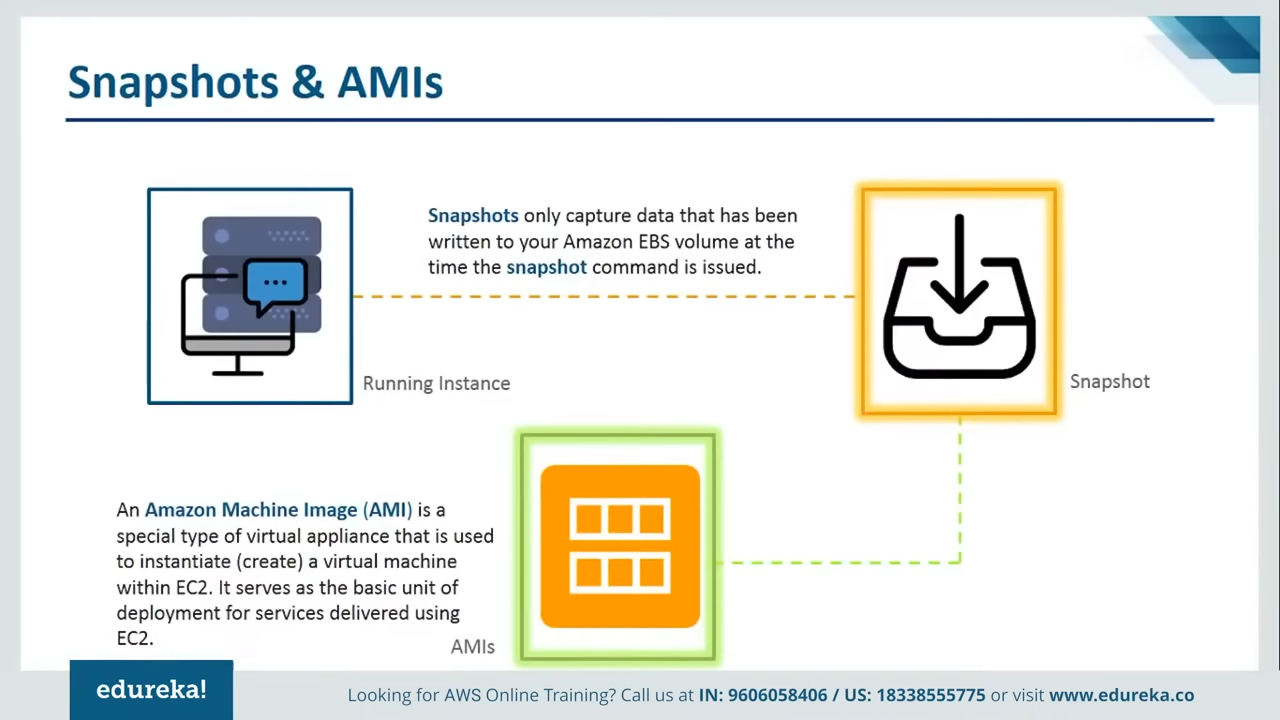 Snapshots & AMIs
Snapshots only capture data that has been
written to your Amazon EBS volume at the
time the snapshot command is issued.
Running Instance
Snapshot
An Amazon Machine Image (AMI) is a
special type of virtual appliance that is used
to instantiate (create) a virtual machine
within EC2. It serves as the basic unit of
deployment for services delivered using
EC2.
AMIs
edureka!
Looking for AWS Online Training? Call us at IN: 9606058406 / US: 18338555775 or visit www.edureka.co